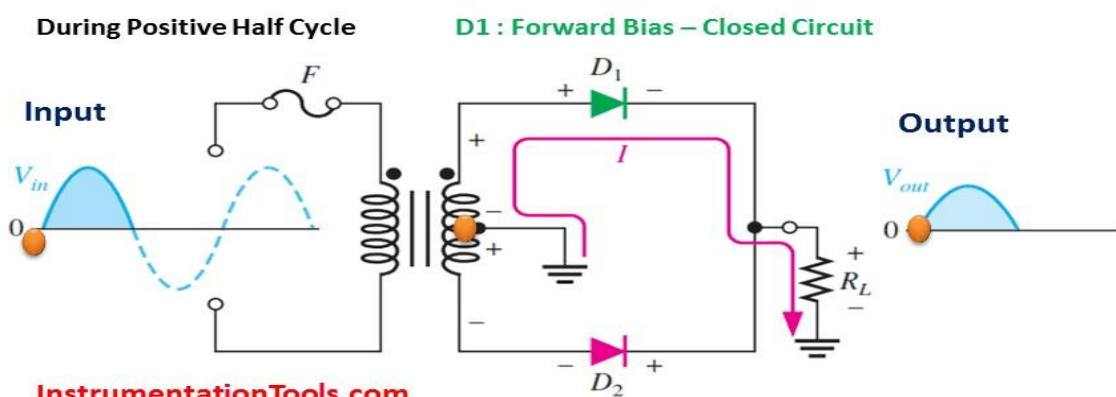 During Positive Half Cycle
D1 : Forward Bias – Closed Circuit
F
D1
+ –
Input
Output
+
I
Vin
Vout
0
–
0
+
+
RL
–
–
– +
D2
InstrumentationTools.com